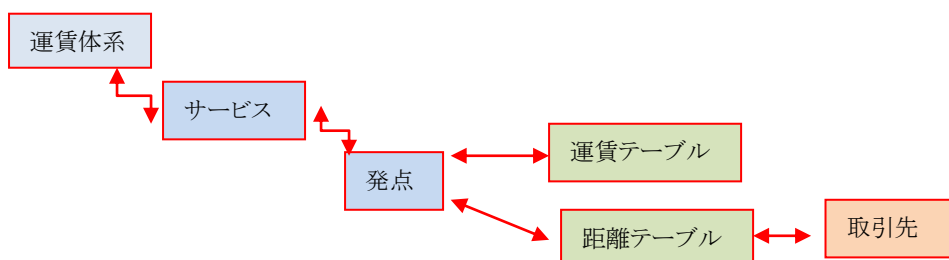 運賃体系
サービス
運賃テーブル
発点
取引先
距離テーブル